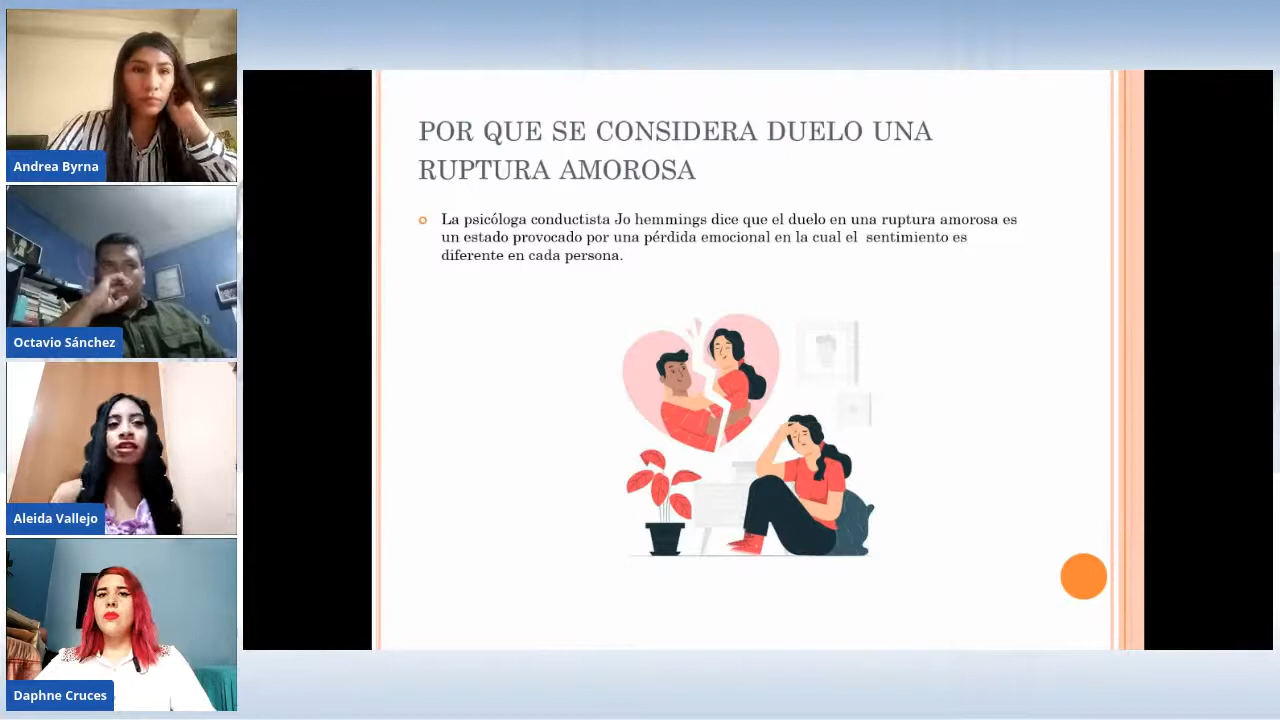 Andrea Byrna
Octavio Sánchez
Aleida Vallejo
Daphne Cruces
POR QUE SE CONSIDERA DUELO UNA
RUPTURA AMOROSA
La psicóloga conductista Jo hemmings dice que el duelo en una ruptura amorosa es
un estado provocado por una pérdida emocional en la cual el sentimiento es
diferente en cada persona.